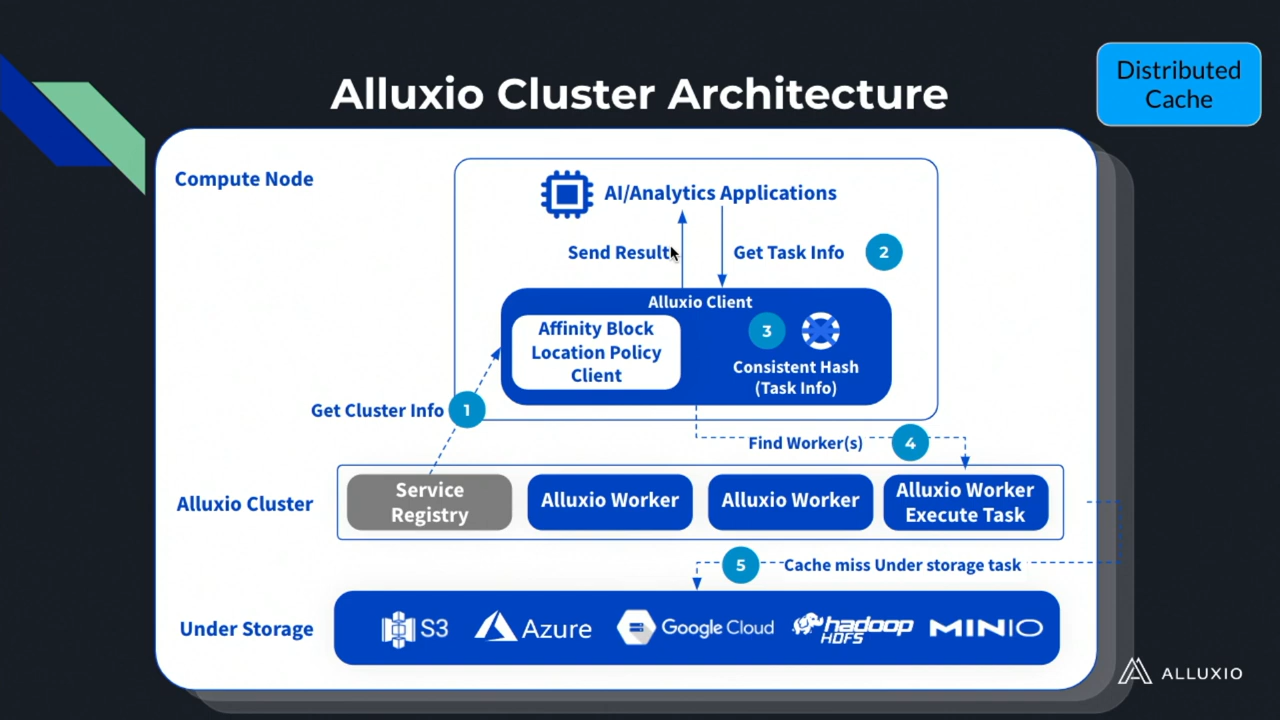 Distributed
Cache
Alluxio Cluster Architecture
Compute Node
AI/Analytics Applications
Send Result
Get Task Info
2
Alluxio Client
Affinity Block
Location Policy
Client
3
Consistent Hash
(Task Info)
Get Cluster Info
1
Find Worker(s)
4
Alluxio Cluster
Service
Registry
Alluxio Worker
Alluxio Worker
Alluxio Worker
Execute Task
5
Cache miss Under storage task
Under Storage
S3
Azure
Google Cloud
hadoop
HDFS
MINIO
ALLUXIO